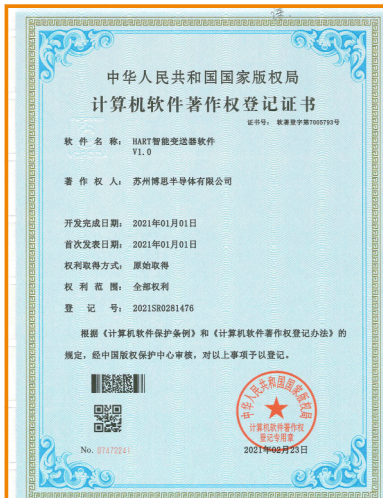 中华人民共和国国家版权局
计算机软件著作权登记证书
证书号： 软著登字第7005793号
软 件 名 称： HART智能变送器软件
V1.0
著 作 权 人： 苏州博思半导体有限公司
开发完成日期： 2021年01月01日
首次发表日期： 2021年01月01日
权利取得方式： 原始取得
权 利 范 围： 全部权利
登 记 号： 2021SR0281476
根据《计算机软件保护条例》和《计算机软件著作权登记办法》的
规定，经中国版权保护中心审核，对以上事项予以登记。
中华人民共和国国家版权局
计算机软件著作权
登记专用章
No. 07472241
2021年02月23日